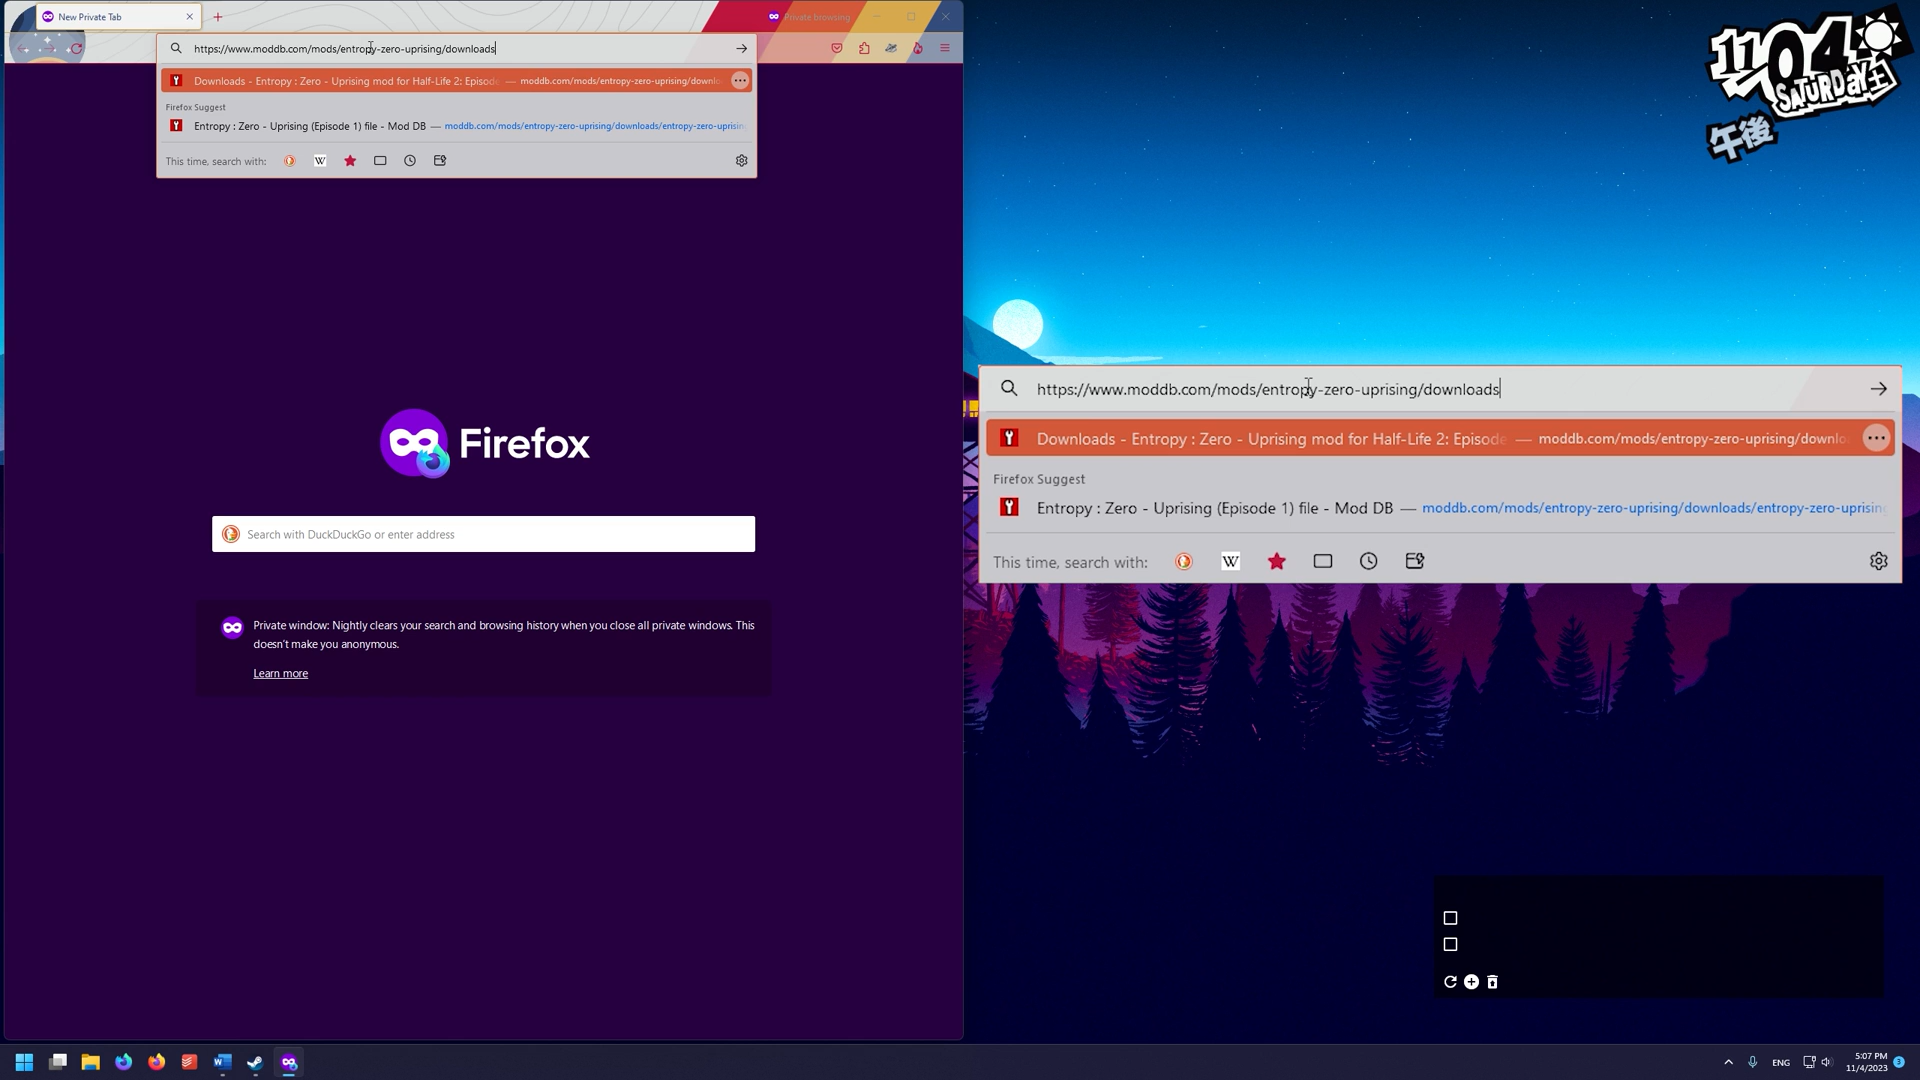 New Private Tab
Private browsing
https://www.moddb.com/mods/entropy-zero-uprising/downloads
Downloads - Entropy : Zero - Uprising mod for Half-Life 2: Episode — moddb.com/mods/entropy-zero-uprising/downlo
Firefox Suggest
Entropy : Zero - Uprising (Episode 1) file - Mod DB — moddb.com/mods/entropy-zero-uprising/downloads/entropy-zero-uprising
This time, search with:
W
Firefox
Search with DuckDuckGo or enter address
Private window: Nightly clears your search and browsing history when you close all private windows. This
doesn't make you anonymous.
Learn more
1104
SATURDAY
午後
https://www.moddb.com/mods/entropy-zero-uprising/downloads
Downloads - Entropy : Zero - Uprising mod for Half-Life 2: Episode — moddb.com/mods/entropy-zero-uprising/downlo
Firefox Suggest
Entropy : Zero - Uprising (Episode 1) file - Mod DB — moddb.com/mods/entropy-zero-uprising/downloads/entropy-zero-uprising
This time, search with:
W
ENG
5:07 PM
11/4/2023
3